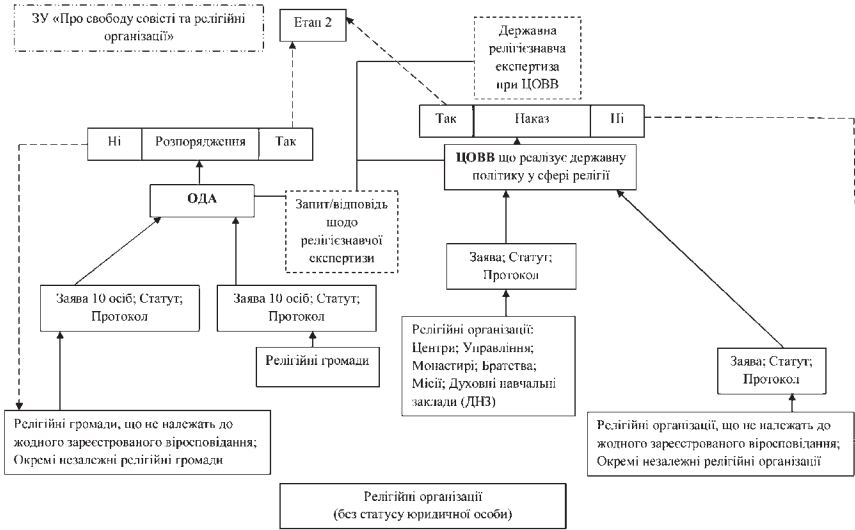 ЗУ «Про свободу совісті та релігійні
організації»
Етап 2
Державна
релігієзнавча
експертиза
при ЦОВВ
Так
Наказ
Ні
Ні
Розпорядження
Так
ЦОВВ що реалізує державну
політику у сфері релігії
ОДА
Запит/відповідь
щодо
релігієзнавчої
експертизи
Заява; Статут;
Протокол
Заява 10 осіб; Статут;
Протокол
Заява 10 осіб; Статут;
Протокол
Релігійні громади
Релігійні організації:
Центри; Управління;
Монастирі; Братства;
Місії; Духовні навчальні
заклади (ДНЗ)
Заява; Статут;
Протокол
Релігійні громади, що не належать до
жодного зареєстрованого віросповідання;
Окремі незалежні релігійні громади
Релігійні організації, що не належать до
жодного зареєстрованого віросповідання;
Окремі незалежні релігійні організації
Релігійні організації
(без статусу юридичної особи)